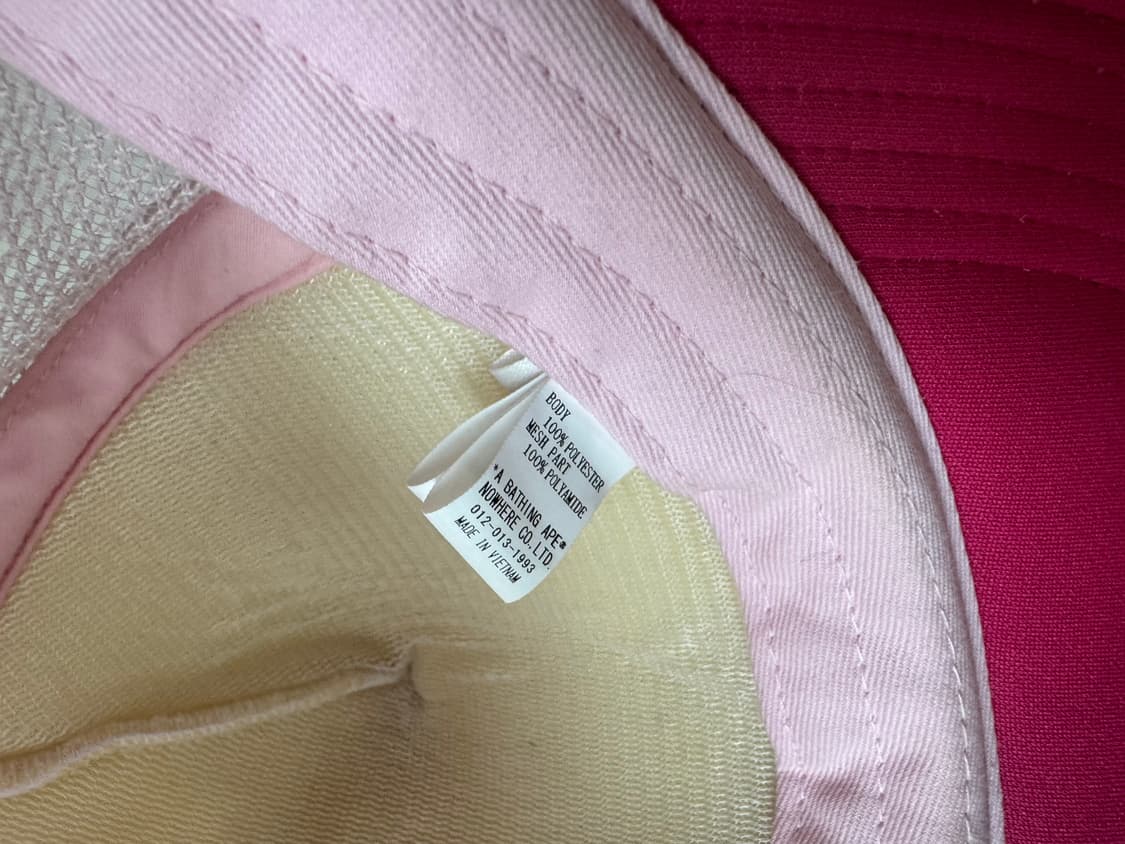 BODY
100%POLYESTER
MESH PART
100%POLYAMIDE
*A BATHING APE®
NOWHERE CO.,LTD.
012-013-1993
MADE IN VIETNAM